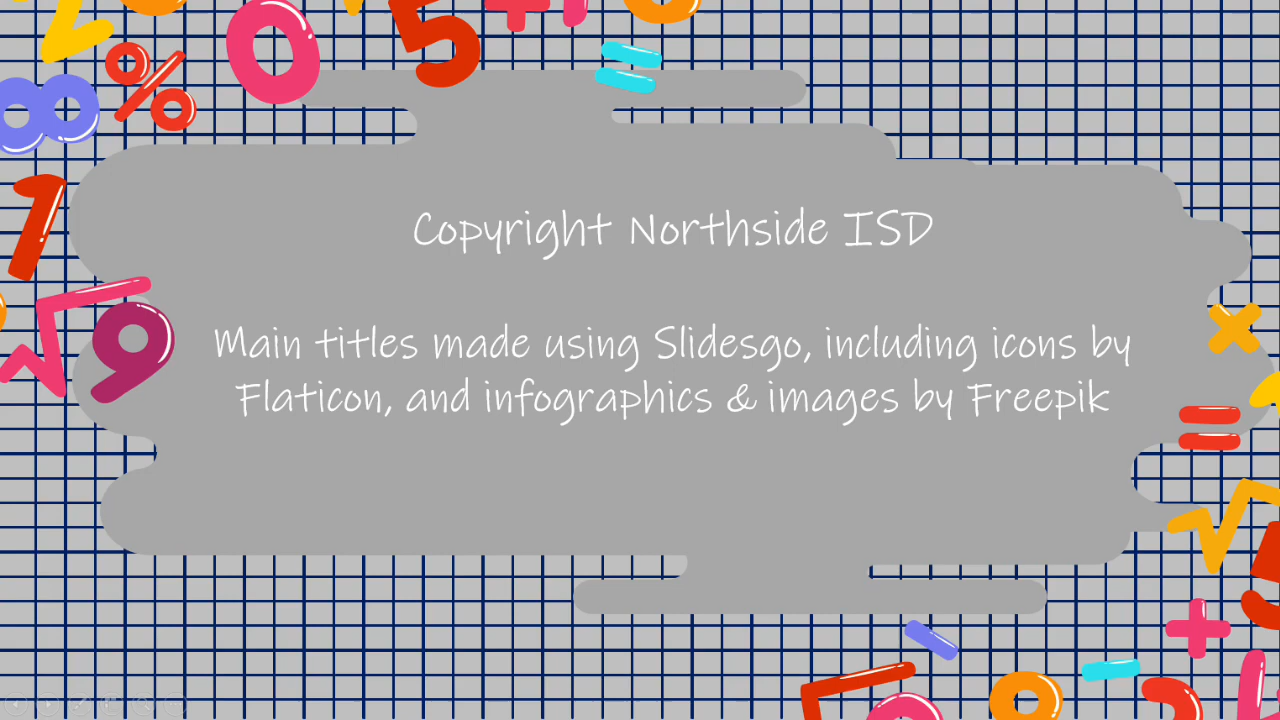 Copyright Northside ISD
Main titles made using Slidesgo, including icons by
Flaticon, and infographics & images by Freepik